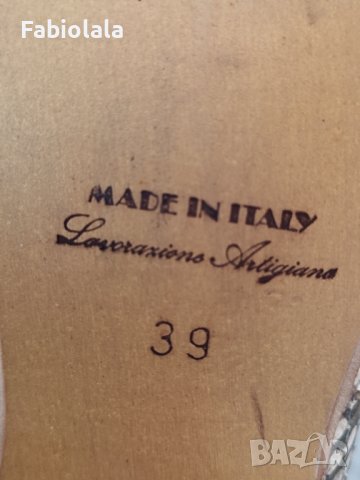 Fabiolala
MADE IN ITALY
Lavorazione Artigiana
39
BAZAR